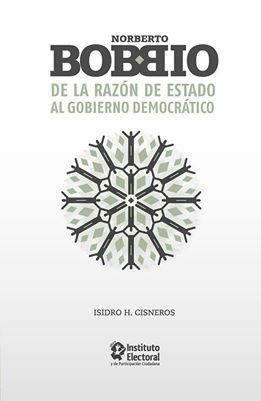 NORBERTO
BOBBIO
DE LA RAZÓN DE ESTADO
AL GOBIERNO DEMOCRÁTICO
ISIDRO H. CISNEROS
Instituto
Electoral
y de Participación Ciudadana